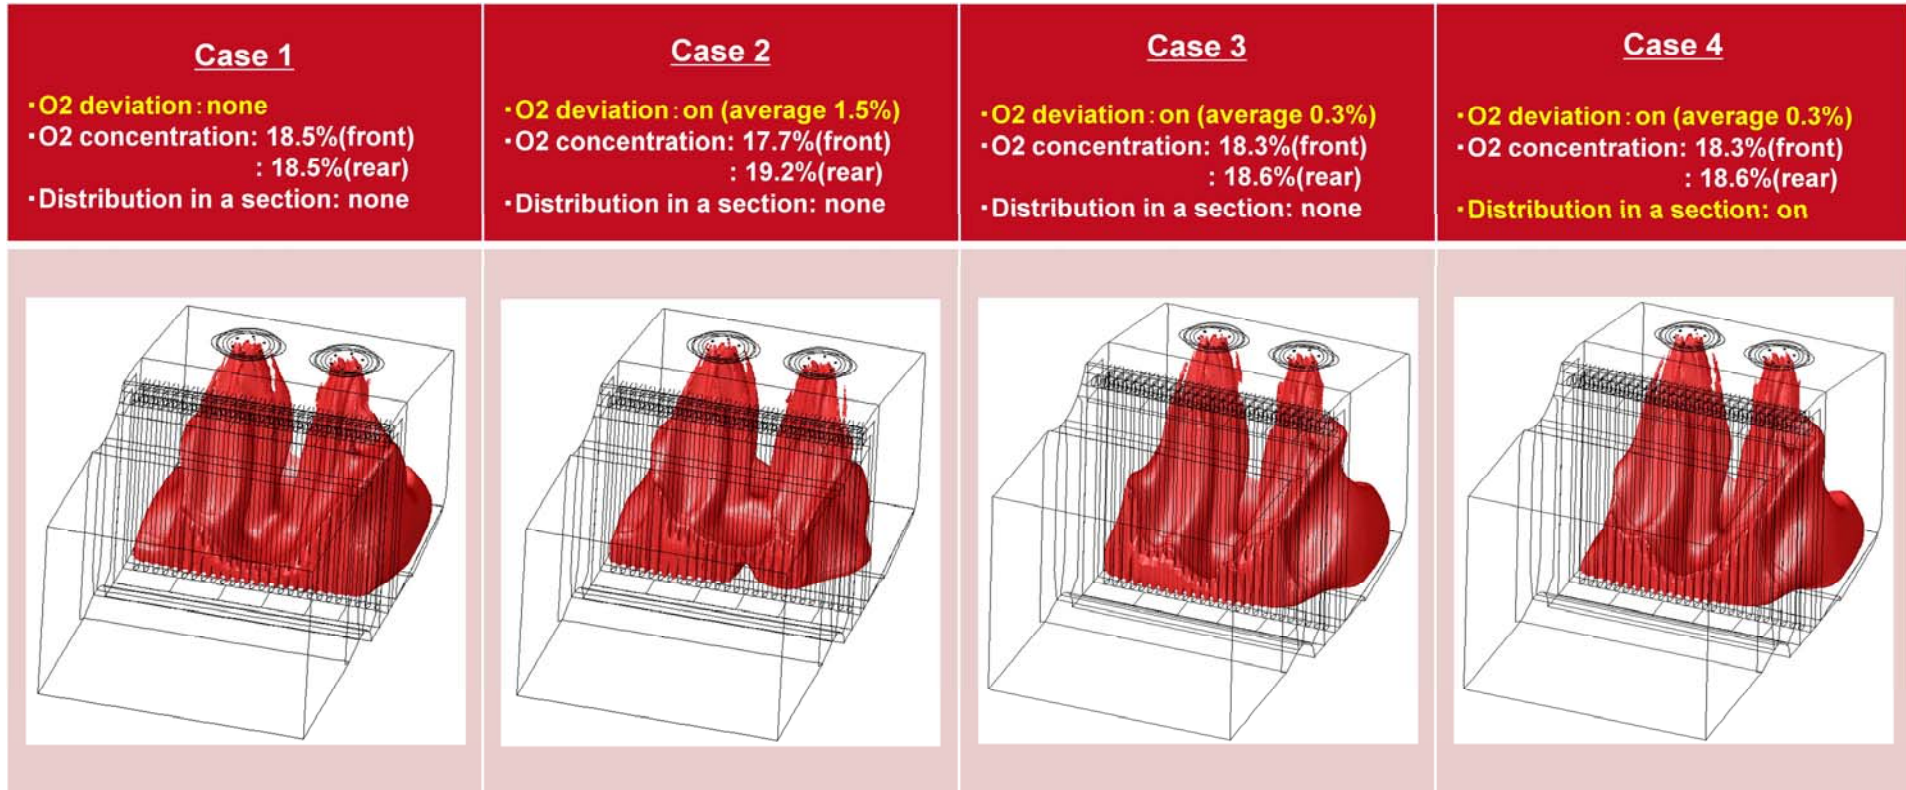 Case 1
・O2 deviation:none
・O2 concentration: 18.5%(front)
: 18.5%(rear)
・Distribution in a section: none
Case 2
・O2 deviation:on (average 1.5%)
・O2 concentration: 17.7%(front)
: 19.2%(rear)
・Distribution in a section: none
Case 3
・O2 deviation:on (average 0.3%)
・O2 concentration: 18.3%(front)
: 18.6%(rear)
・Distribution in a section: none
Case 4
・O2 deviation:on (average 0.3%)
・O2 concentration: 18.3%(front)
: 18.6%(rear)
・Distribution in a section: on